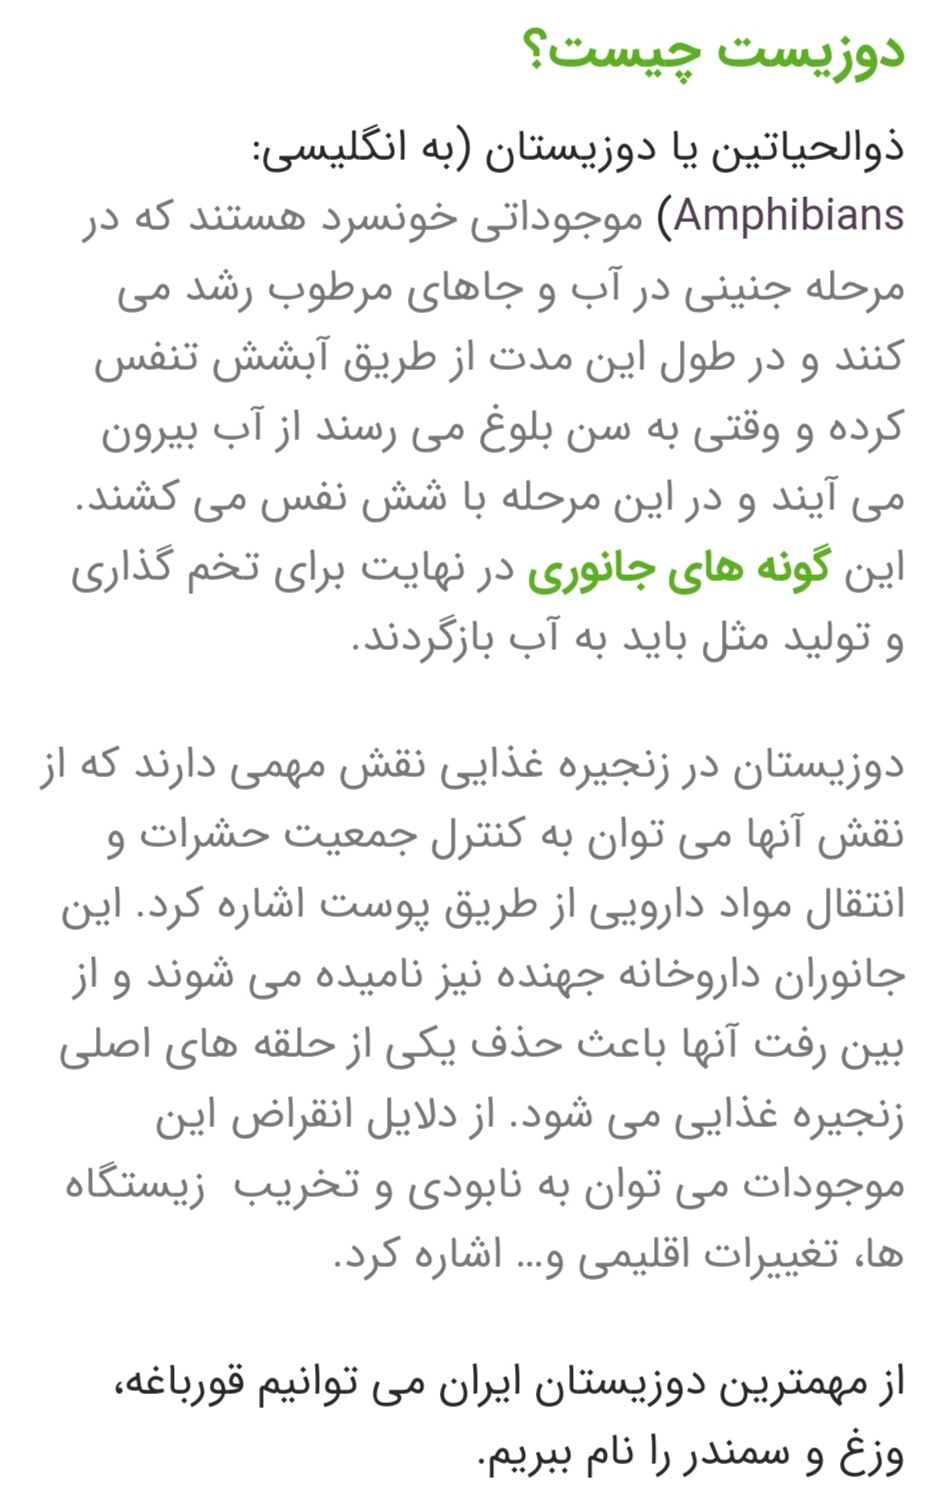 دوزیست چیست؟
ذوالحیاتین یا دوزیستان (به انگلیسی:
Amphibians) موجوداتی خونسرد هستند که در
مرحله جنینی در آب و جاهای مرطوب رشد می
کنند و در طول این مدت از طریق آبشش تنفس
کرده و وقتی به سن بلوغ می رسند از آب بیرون
می آیند و در این مرحله با شش نفس می کشند.
این گونه های جانوری در نهایت برای تخم گذاری
و تولید مثل باید به آب بازگردند.
دوزیستان در زنجیره غذایی نقش مهمی دارند که از
نقش آنها می توان به کنترل جمعیت حشرات و
انتقال مواد دارویی از طریق پوست اشاره کرد. این
جانوران داروخانه جهنده نیز نامیده می شوند و از
بین رفت آنها باعث حذف یکی از حلقه های اصلی
زنجیره غذایی می شود. از دلایل انقراض این
موجودات می توان به نابودی و تخریب  زیستگاه
ها، تغییرات اقلیمی و… اشاره کرد.
از مهمترین دوزیستان ایران می توانیم قورباغه،
وزغ و سمندر را نام ببریم.